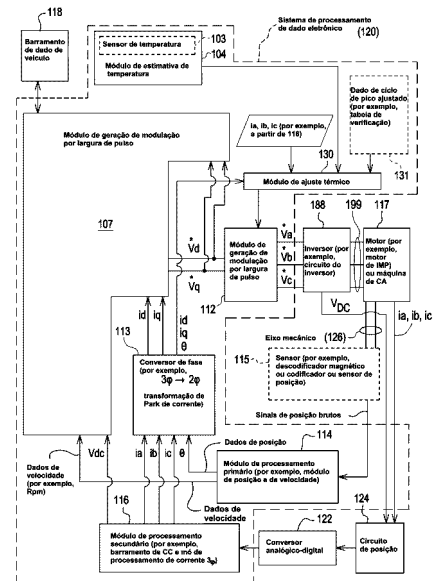 118
Barramento
de dado de
veículo
Sensor de temperatura
103
104
Módulo de estimativa de
temperatura
Sistema de processamento
de dado eletrônico
(120)
Módulo de geração de modulação
por largura de pulso
107
ia, ib, ic (por exemplo,
a partir de 116)
Dado de ciclo
de pico ajustado
(por exemplo,
tabela de
verificação)
131
130
Módulo de ajuste térmico
188
199
117
* Vd
* Vq
Módulo de
geração de
modulação
por largura
de pulso
112
* Va
* Vb
* Vc
Inversor (por
exemplo,
circuito do
inversor)
Motor (por
exemplo,
motor
de IMP) ou
máquina de
CA
VDC
ia, ib, ic
id
iq
id
iq
θ
113
Conversor
de fase
(por exemplo,
3φ → 2φ
transformação
de Park de corrente)
Eixo mecânico
(126)
115
Sensor (por exemplo,
descodificador magnético
ou codificador ou sensor de
posição)
Sinais de posição brutos
Vdc
ia
ib
ic
θ
Dados de posição
114
Módulo de processamento
primário (por exemplo, módulo
de posição e de velocidade)
Dados de
velocidade
(por exemplo,
Rpm)
116
Dados de
velocidade
Módulo de processamento
secundário (por exemplo,
barramento de CC e mó de
processamento de corrente 3φ)
122
Conversor
analógico-digital
124
Circuito
de posição